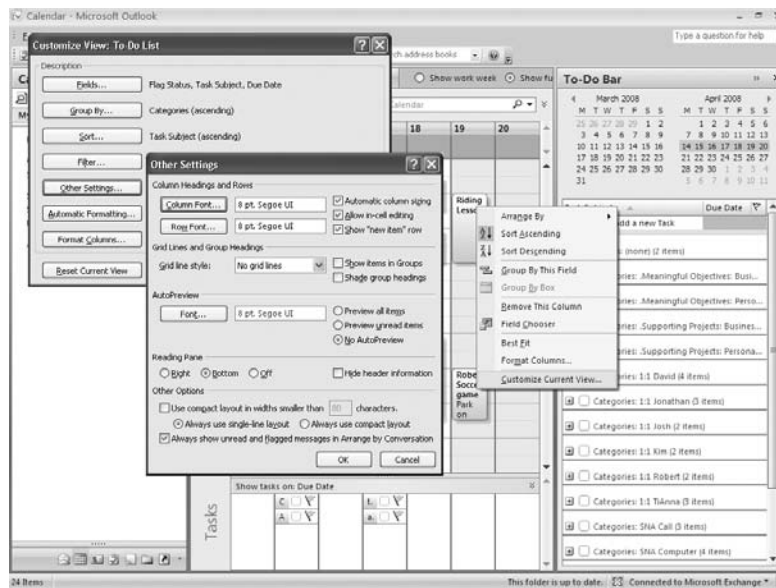 Calendar - Microsoft Outlook
Type a question for help
Customize View: To-Do List
Description
Fields...
Flag Status, Task Subject, Due Date
Group By...
Categories (ascending)
Sort...
Task Subject (ascending)
Filter...
Other Settings...
Automatic Formatting...
Format Columns...
Reset Current View
ch address books
Show work week
Show fu
alendar
18
19
20
Riding
Lesso
Other Settings
Column Headings and Rows
Column Font...
8 pt. Segoe UI
Automatic column sizing
Row Font...
8 pt. Segoe UI
Allow in-cell editing
Show "new item" row
Grid Lines and Group Headings
Grid line style:
No grid lines
Show items in Groups
Shade group headings
AutoPreview
Font...
8 pt. Segoe UI
Preview all items
Preview unread items
No AutoPreview
Reading Pane
Right
Bottom
Off
Hide header information
Other Options
Use compact layout in widths smaller than
80
characters.
Always use single-line layout
Always use compact layout
Always show unread and flagged messages in Arrange by Conversation
OK
Cancel
Arrange By
Sort Ascending
Sort Descending
Group By This Field
Group By Box
Remove This Column
Field Chooser
Best Fit
Format Columns...
Customize Current View...
Robe
Socce
game
Park
on
To-Do Bar
March 2008
M T W T F S S
25 26 27 28 29 1 2
3 4 5 6 7 8 9
10 11 12 13 14 15 16
17 18 19 20 21 22 23
24 25 26 27 28 29 30
31
April 2008
M T W T F S S
1 2 3 4 5 6
7 8 9 10 11 12 13
14 15 16 17 18 19 20
21 22 23 24 25 26 27
28 29 30 1 2 3 4
5 6 7 8 9 10 11
Due Date
dd a new Task
s: (none) (2 items)
ories: .Meaningful Objectives: Busi...
ories: .Meaningful Objectives: Perso...
ories: .Supporting Projects: Busines...
ories: .Supporting Projects: Persona...
ories: 1:1 David (4 items)
Categories: 1:1 Jonathan (3 items)
Categories: 1:1 Josh (2 items)
Categories: 1:1 Kim (2 items)
Categories: 1:1 Robert (2 items)
Categories: 1:1 TiAnna (3 items)
Categories: SNA Call (3 items)
Categories: SNA Computer (4 items)
Show tasks on: Due Date
Tasks
C
t.
A
a.
24 Items
This folder is up to date.
Connected to Microsoft Exchange